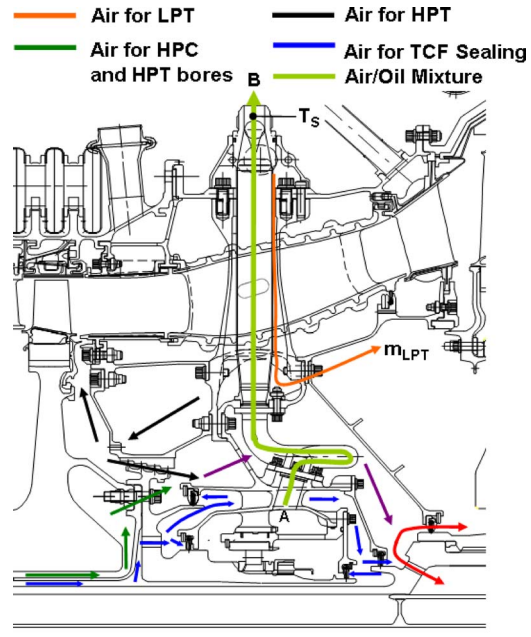 Air for LPT
Air for HPT
Air for HPC
and HPT bores
Air for TCF Sealing
Air/Oil Mixture
B
TS
mLPT
A